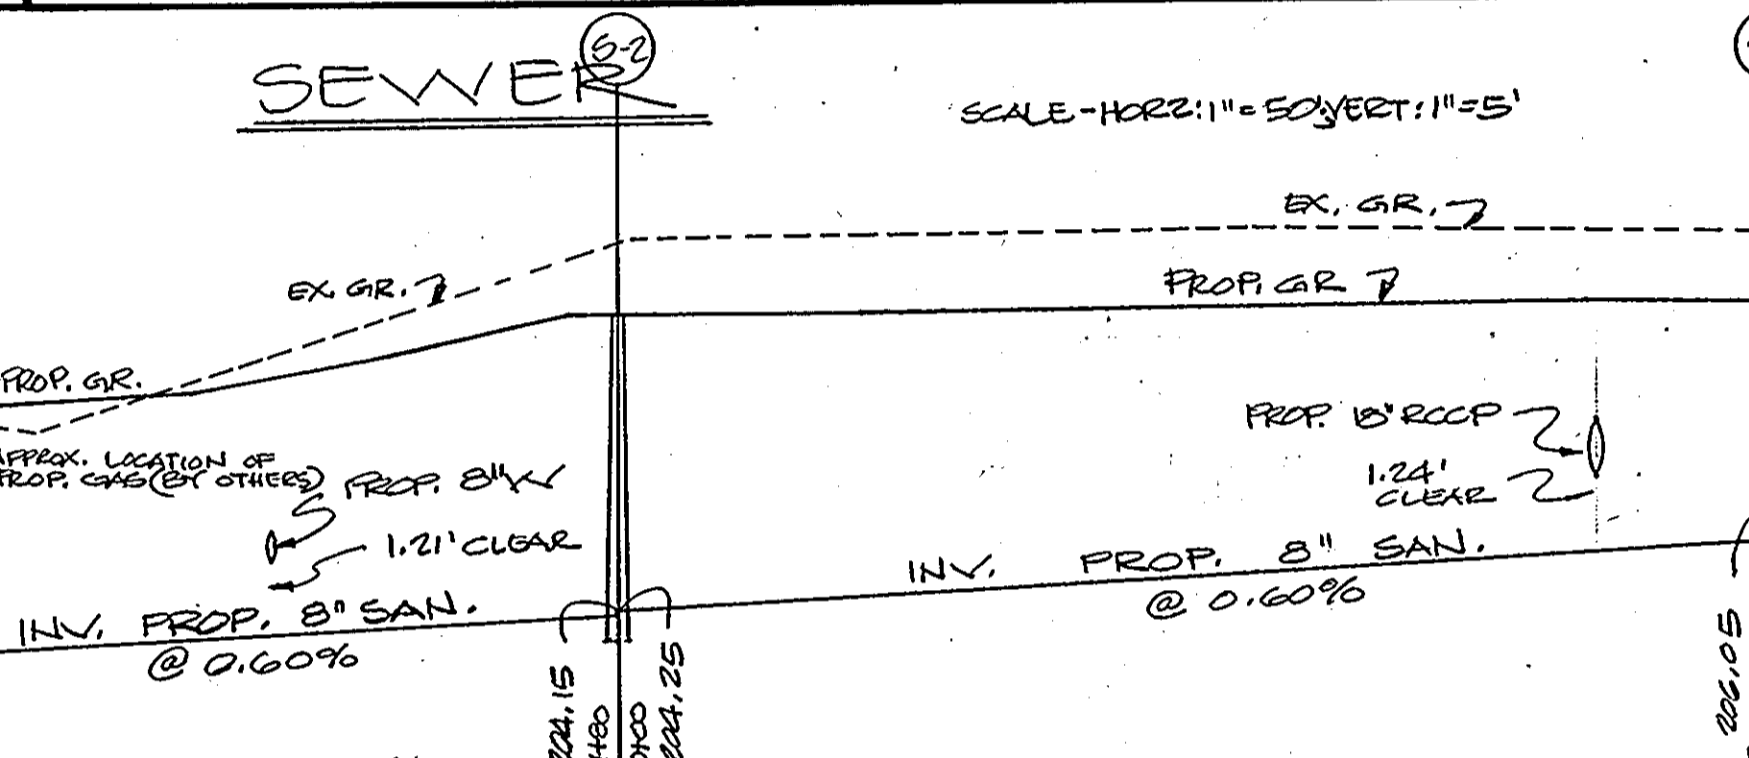 S-2
SEWER
SCALE-HORZ:1"=50';VERT:1"=5'
EX. GR.
EX. GR.
PROP. GR
PROP. GR.
APPROX. LOCATION OF
PROP. GAS (BY OTHERS)
PROP. 8"W
1.21' CLEAR
PROP. 18" RCCP
1.24'
CLEAR
INV. PROP. 8" SAN.
@ 0.60%
INV. PROP. 8" SAN.
@ 0.60%
204.15
0+00
204.25
206.05